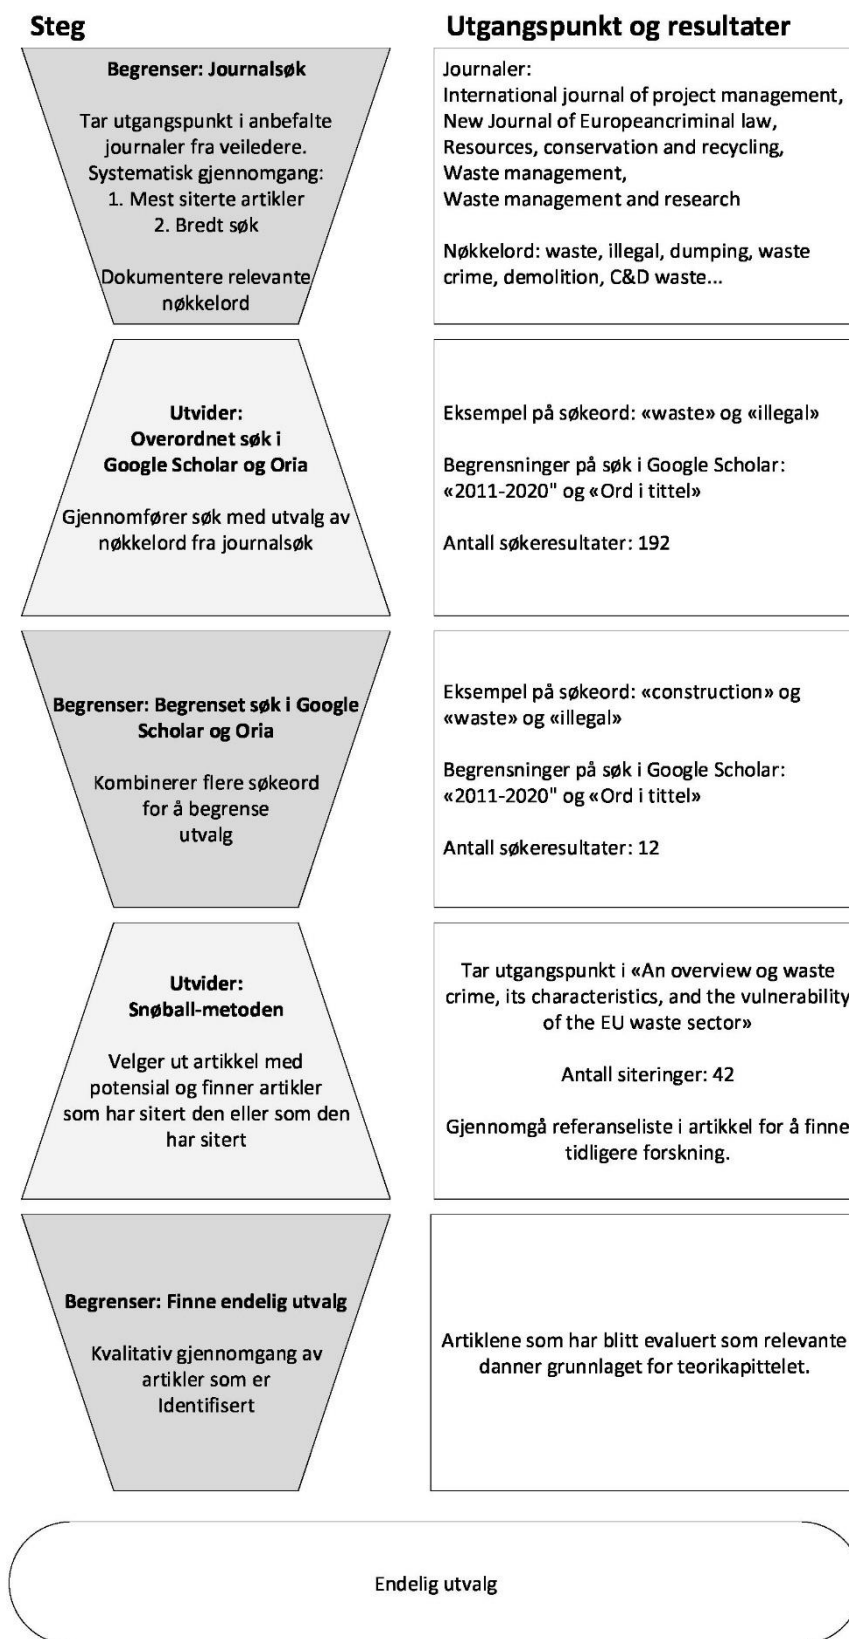 Steg
Utgangspunkt og resultater
Begrenser: Journalsøk
Tar utgangspunkt i anbefalte
journaler fra veiledere.
Systematisk gjennomgang:
1. Mest siterte artikler
2. Bredt søk
Dokumentere relevante
nøkkelord
Journaler:
International journal of project management,
New Journal of Europeancriminal law,
Resources, conservation and recycling,
Waste management,
Waste management and research
Nøkkelord: waste, illegal, dumping, waste
crime, demolition, C&D waste...
Utvider:
Overordnet søk i
Google Scholar og Oria
Gjennomfører søk med utvalg av
nøkkelord fra journalsøk
Eksempel på søkeord: «waste» og «illegal»
Begrensninger på søk i Google Scholar:
«2011-2020" og «Ord i tittel»
Antall søkeresultater: 192
Begrenser: Begrenset søk i Google
Scholar og Oria
Kombinerer flere søkeord
for å begrense
utvalg
Eksempel på søkeord: «construction» og
«waste» og «illegal»
Begrensninger på søk i Google Scholar:
«2011-2020" og «Ord i tittel»
Antall søkeresultater: 12
Utvider:
Snøball-metoden
Velger ut artikkel med
potensial og finner artikler
som har sitert den eller som den
har sitert
Tar utgangspunkt i «An overview og waste
crime, its characteristics, and the vulnerability
of the EU waste sector»
Antall siteringer: 42
Gjennomgå referanseliste i artikkel for å finne
tidligere forskning.
Begrenser: Finne endelig utvalg
Kvalitativ gjennomgang av
artikler som er
Identifisert
Artiklene som har blitt evaluert som relevante
danner grunnlaget for teorikapittelet.
Endelig utvalg